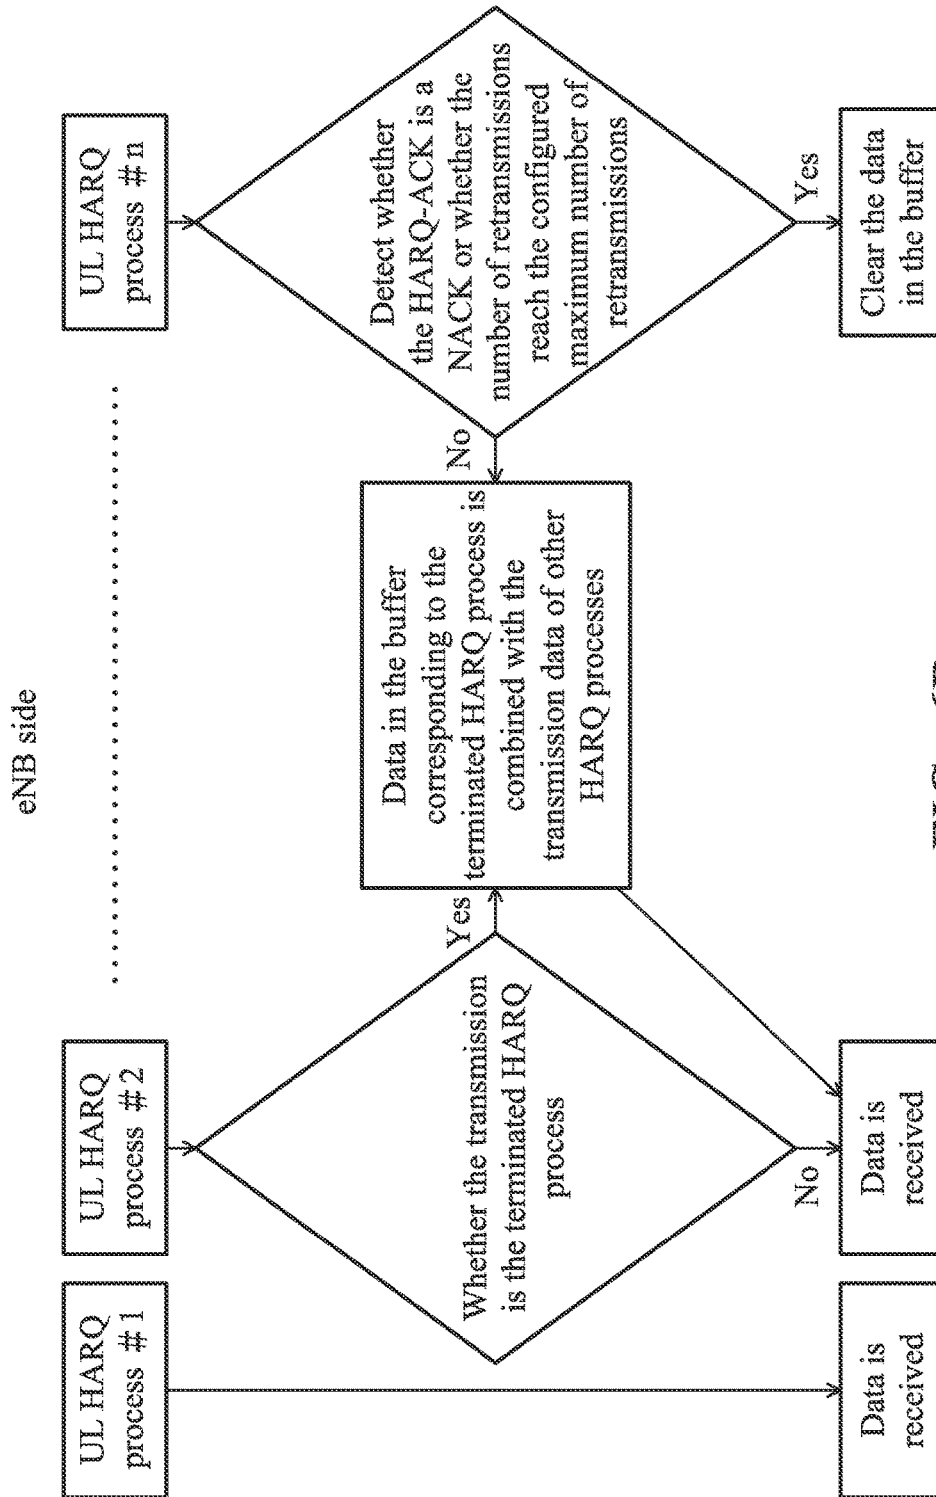 eNB side
UL HARQ
process #1
UL HARQ
process #2
UL HARQ
process #n
Whether the transmission
is the terminated HARQ
process
Yes
No
Data in the buffer
corresponding to the
terminated HARQ process is
combined with the
transmission data of other
HARQ processes
No
Detect whether
the HARQ-ACK is a
NACK or whether the
number of retransmissions
reach the configured
maximum number of
retransmissions
Yes
Data is
received
Data is
received
Clear the data
in the buffer